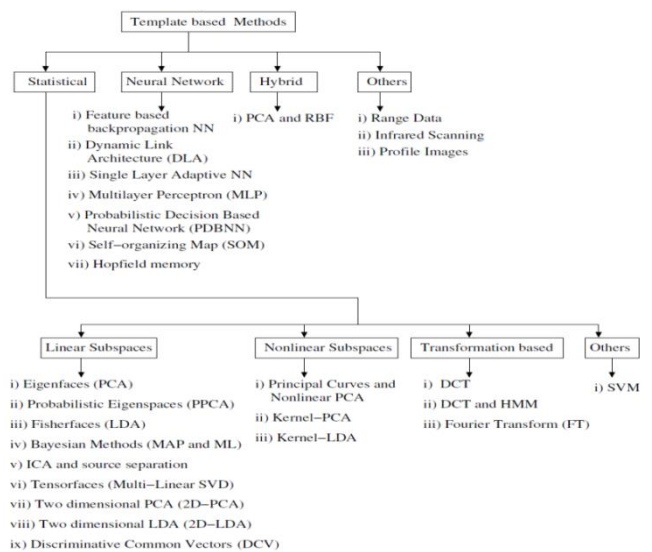 Template based Methods
Statistical
Neural Network
Hybrid
Others
i) Feature based
backpropagation NN
ii) Dynamic Link
Architecture (DLA)
iii) Single Layer Adaptive NN
iv) Multilayer Perceptron (MLP)
v) Probabilistic Decision Based
Neural Network (PDBNN)
vi) Self-organizing Map (SOM)
vii) Hopfield memory
i) PCA and RBF
i) Range Data
ii) Infrared Scanning
iii) Profile Images
Linear Subspaces
Nonlinear Subspaces
Transformation based
Others
i) Eigenfaces (PCA)
ii) Probabilistic Eigenspaces (PPCA)
iii) Fisherfaces (LDA)
iv) Bayesian Methods (MAP and ML)
v) ICA and source separation
vi) Tensorfaces (Multi-Linear SVD)
vii) Two dimensional PCA (2D-PCA)
viii) Two dimensional LDA (2D-LDA)
ix) Discriminative Common Vectors (DCV)
i) Principal Curves and
Nonlinear PCA
ii) Kernel-PCA
iii) Kernel-LDA
i) DCT
ii) DCT and HMM
iii) Fourier Transform (FT)
i) SVM